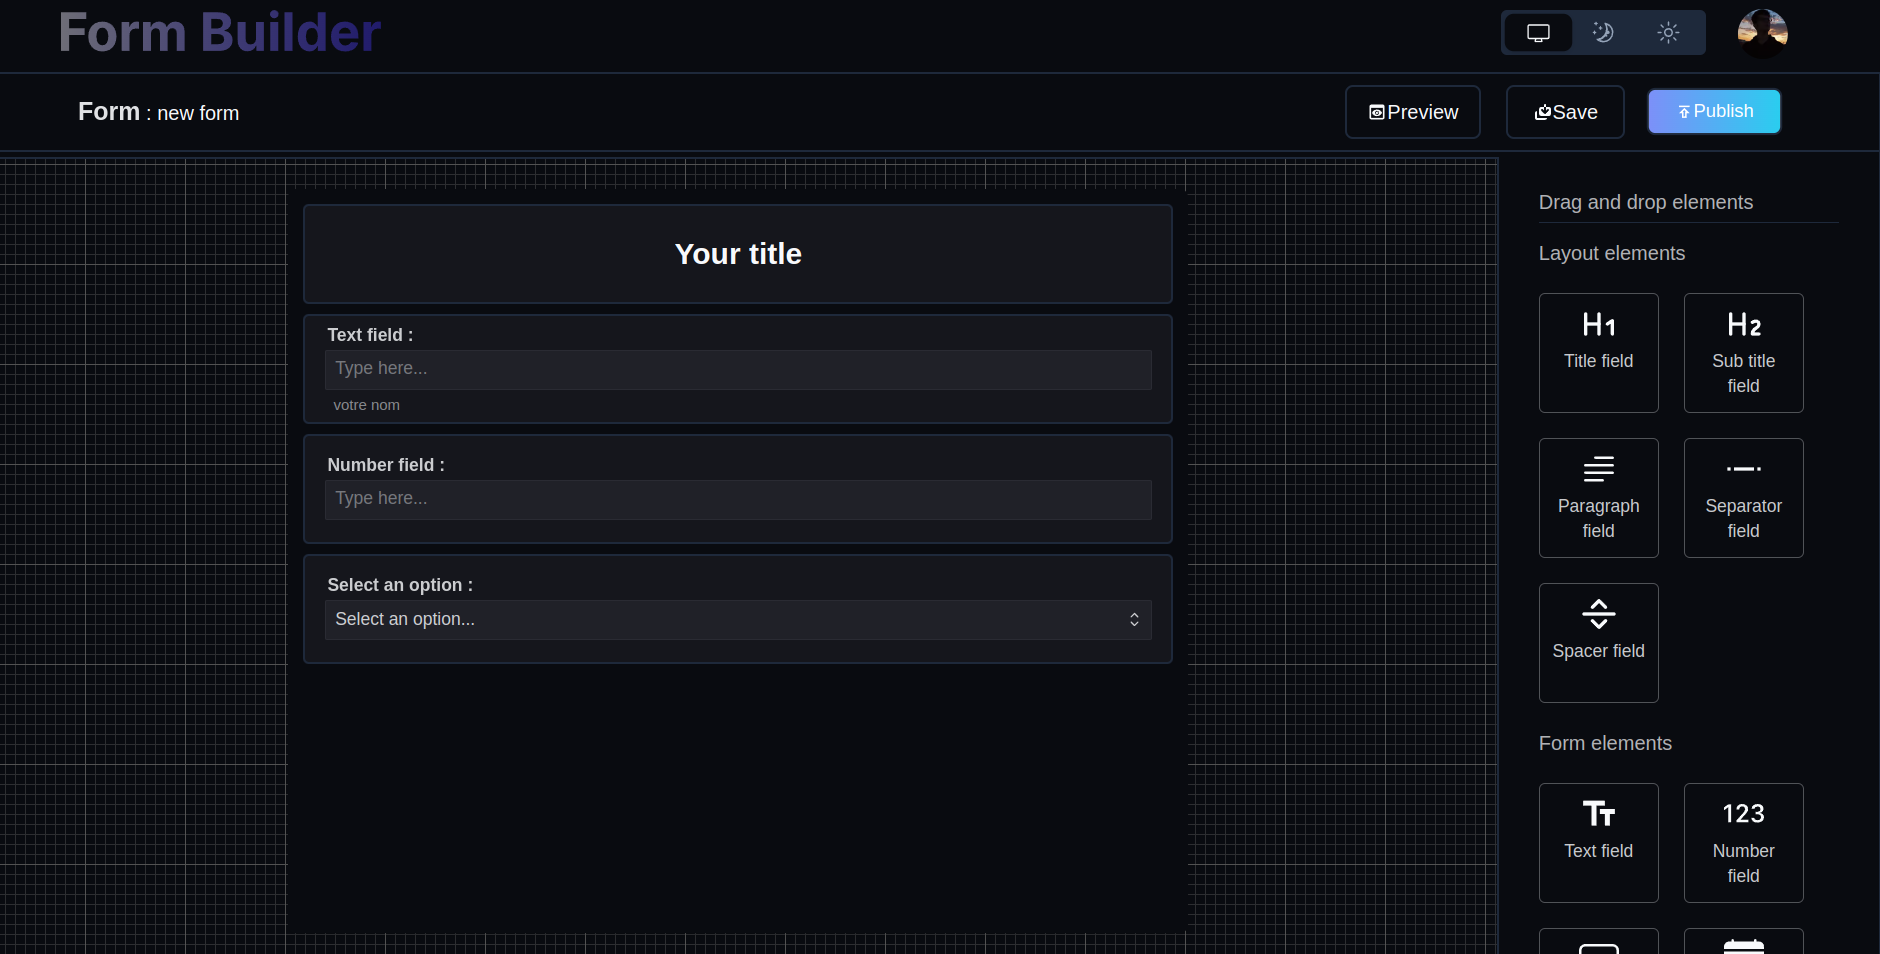 Form Builder
Form : new form
Preview
Save
Publish
Your title
Text field :
Type here...
votre nom
Number field :
Type here...
Select an option :
Select an option...
Drag and drop elements
Layout elements
H1
Title field
H2
Sub title
field
Paragraph
field
Separator
field
Spacer field
Form elements
TT
Text field
123
Number
field